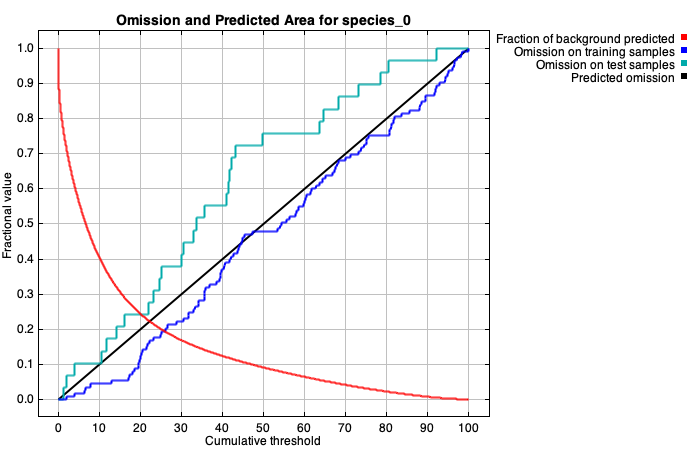 Omission and Predicted Area for species_0
Fraction of background predicted
Omission on training samples
Omission on test samples
Predicted omission
Fractional value
1.0
0.9
0.8
0.7
0.6
0.5
0.4
0.3
0.2
0.1
0.0
0 10 20 30 40 50 60 70 80 90 100
Cumulative threshold